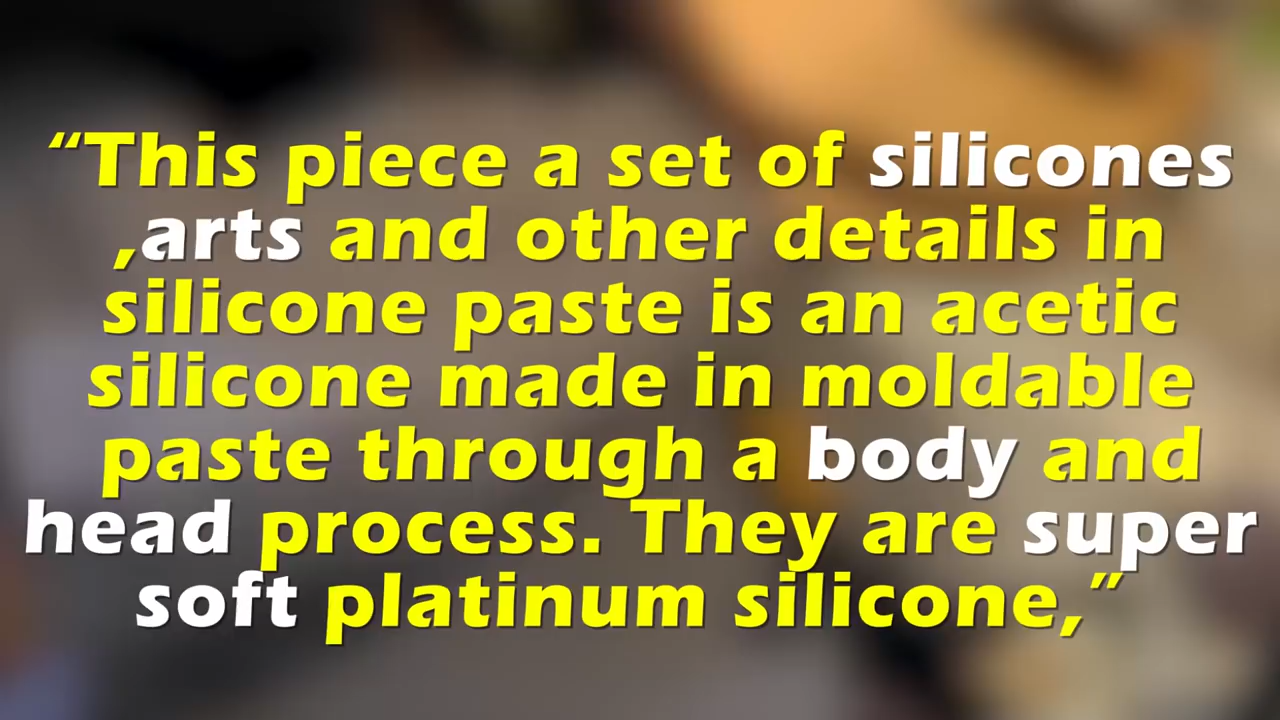 “This piece a set of silicones
,arts and other details in
silicone paste is an acetic
silicone made in moldable
paste through a body and
head process. They are super
soft platinum silicone,”